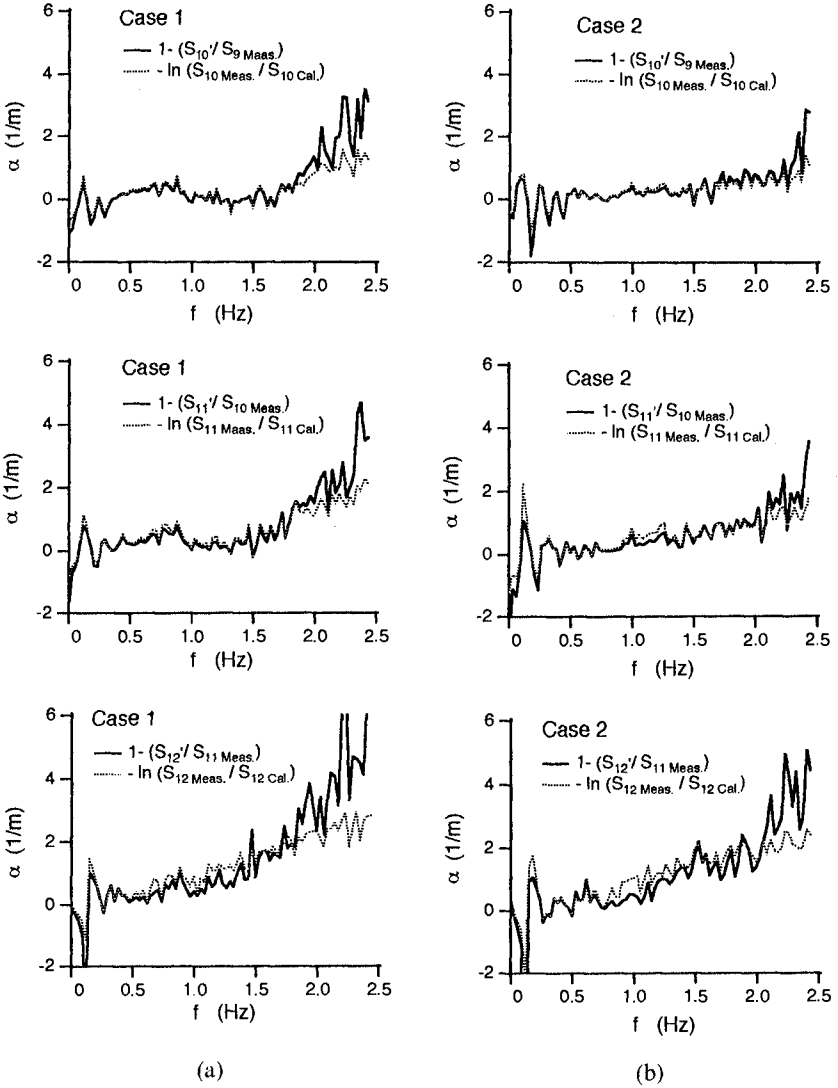 Case 1
1- (S10'/ S9 Maas.)
- ln (S10 Meas. / S10 Cal.)
6
4
2
0
-2
α (1/m)
0 0.5 1.0 1.5 2.0 2.5
f (Hz)
Case 2
1- (S10'/ S9 Meas.)
- ln (S10 Meas. / S10 Cal.)
6
4
2
0
-2
α (1/m)
0 0.5 1.0 1.5 2.0 2.5
f (Hz)
Case 1
1- (S11'/ S10 Meas.)
- ln (S11 Maas. / S11 Cal.)
6
4
2
0
-2
α (1/m)
0 0.5 1.0 1.5 2.0 2.5
f (Hz)
Case 2
1- (S11'/ S10 Maas.)
- ln (S11 Meas. / S11 Cal.)
6
4
2
0
-2
α (1/m)
0 0.5 1.0 1.5 2.0 2.5
f (Hz)
Case 1
1- (S12'/ S11 Meas.)
- ln (S12 Meas. / S12 Cal.)
6
4
2
0
-2
α (1/m)
0 0.5 1.0 1.5 2.0 2.5
f (Hz)
Case 2
1- (S12'/ S11 Meas.)
- ln (S12 Meas. / S12 Cal.)
6
4
2
0
-2
α (1/m)
0 0.5 1.0 1.5 2.0 2.5
f (Hz)
(a)
(b)